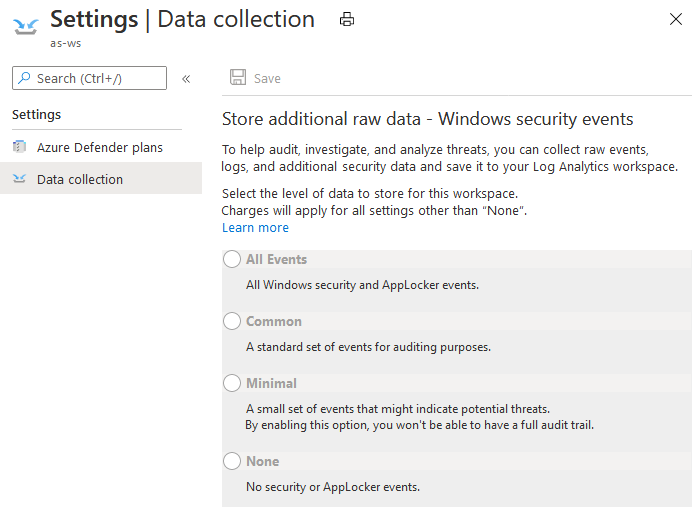 Settings | Data collection
as-ws
Search (Ctrl+/)
«
Settings
Azure Defender plans
Data collection
Save
Store additional raw data - Windows security events
To help audit, investigate, and analyze threats, you can collect raw events,
logs, and additional security data and save it to your Log Analytics workspace.
Select the level of data to store for this workspace.
Charges will apply for all settings other than “None”.
Learn more
All Events
All Windows security and AppLocker events.
Common
A standard set of events for auditing purposes.
Minimal
A small set of events that might indicate potential threats.
By enabling this option, you won't be able to have a full audit trail.
None
No security or AppLocker events.